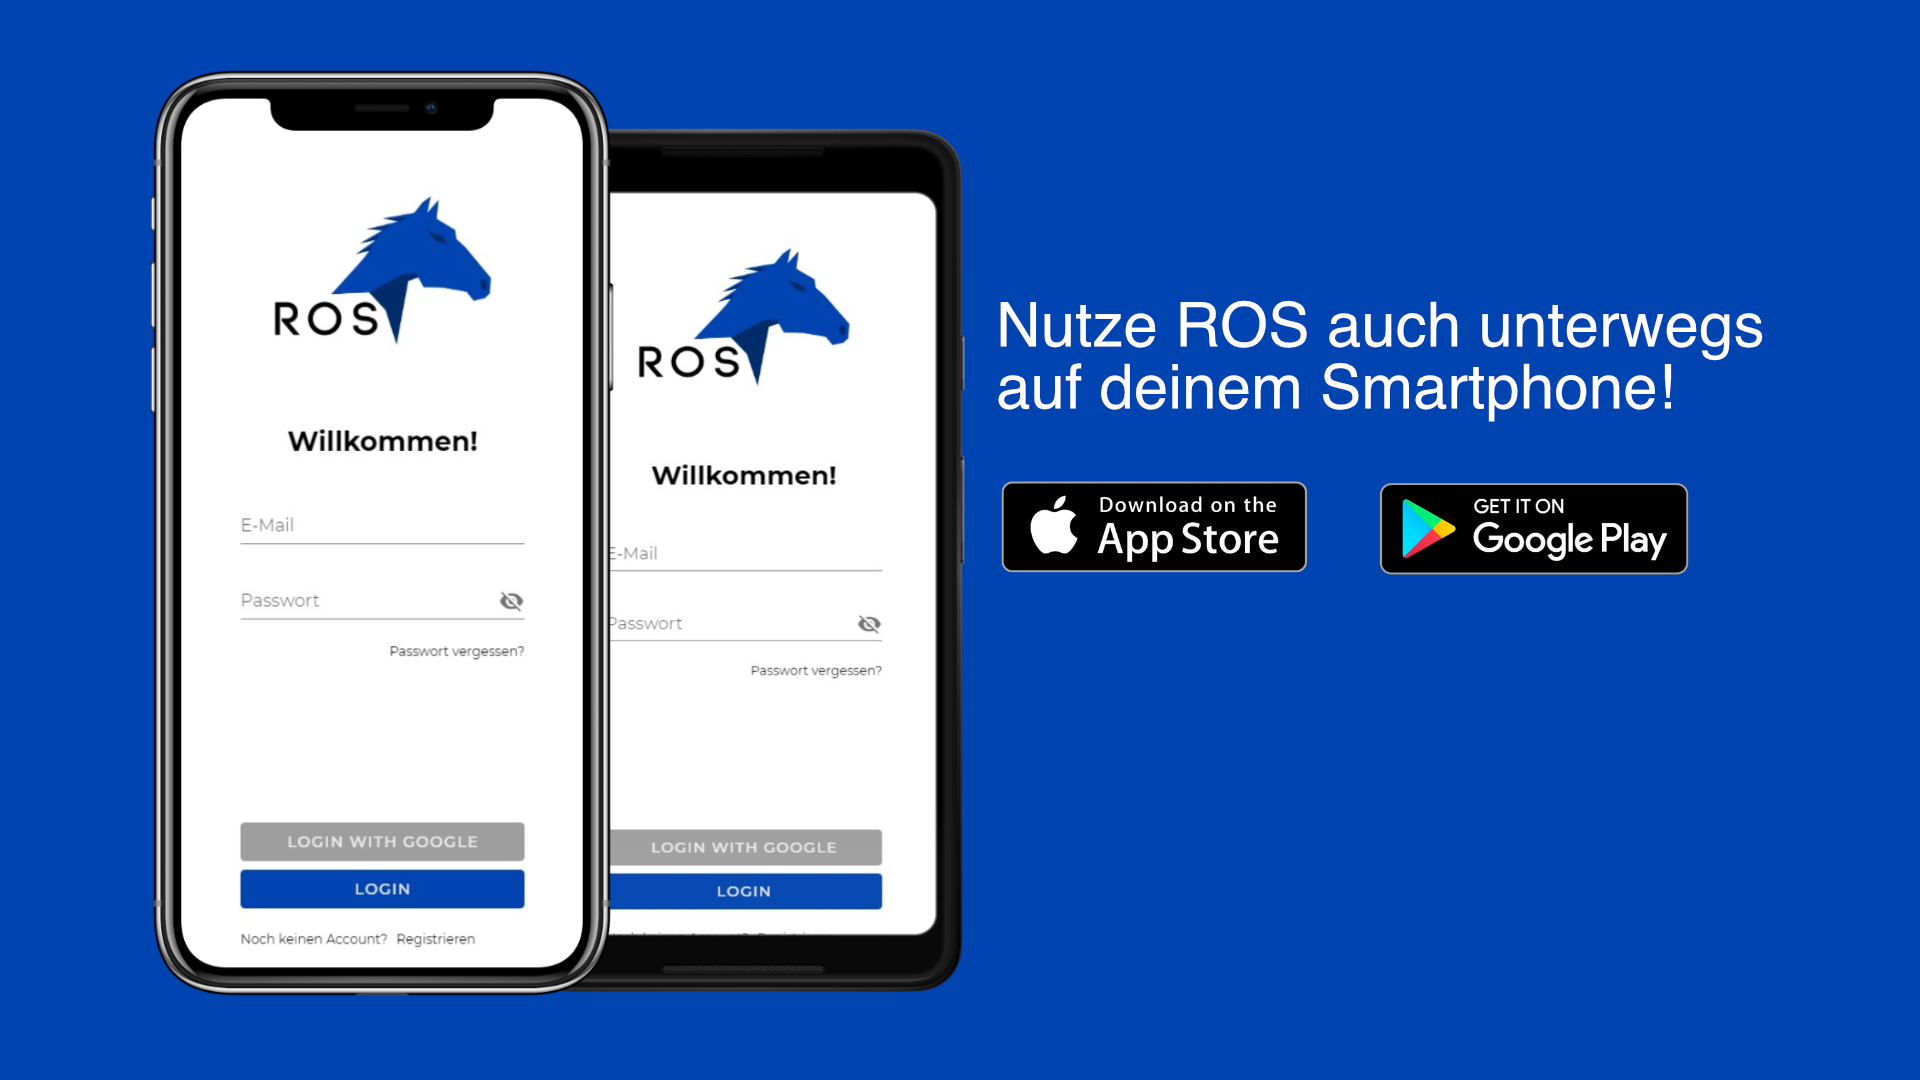 ROS
Willkommen!
E-Mail
Passwort
Passwort vergessen?
LOGIN WITH GOOGLE
LOGIN
Noch keinen Account? Registrieren
ROS
Willkommen!
E-Mail
Passwort
Passwort vergessen?
LOGIN WITH GOOGLE
LOGIN
Nutze ROS auch unterwegs
auf deinem Smartphone!
Download on the
App Store
GET IT ON
Google Play